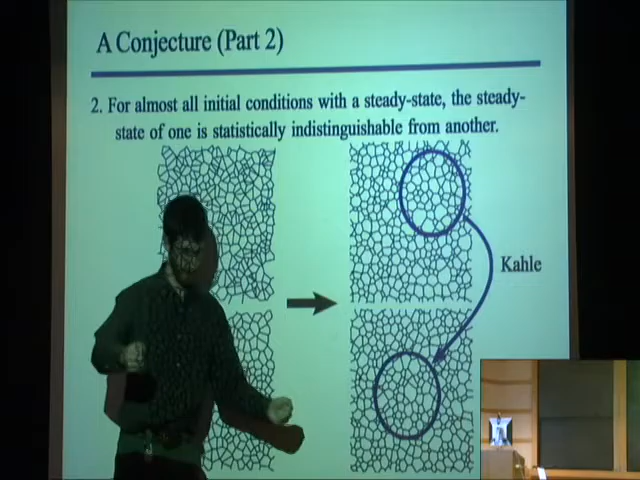 A Conjecture (Part 2)
2. For almost all initial conditions with a steady-state, the steady-
state of one is statistically indistinguishable from another.
Kahle